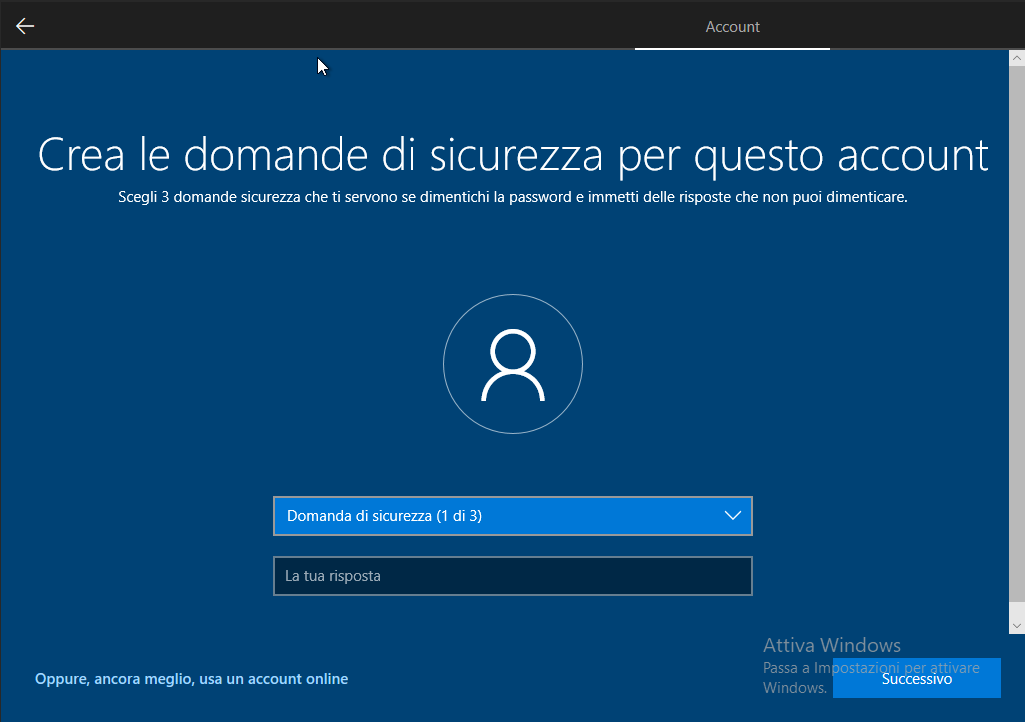 Account
Crea le domande di sicurezza per questo account
Scegli 3 domande sicurezza che ti servono se dimentichi la password e immetti delle risposte che non puoi dimenticare.
Domanda di sicurezza (1 di 3)
La tua risposta
Attiva Windows
Passa a Impostazioni per attivare
Windows.
Oppure, ancora meglio, usa un account online
Successivo